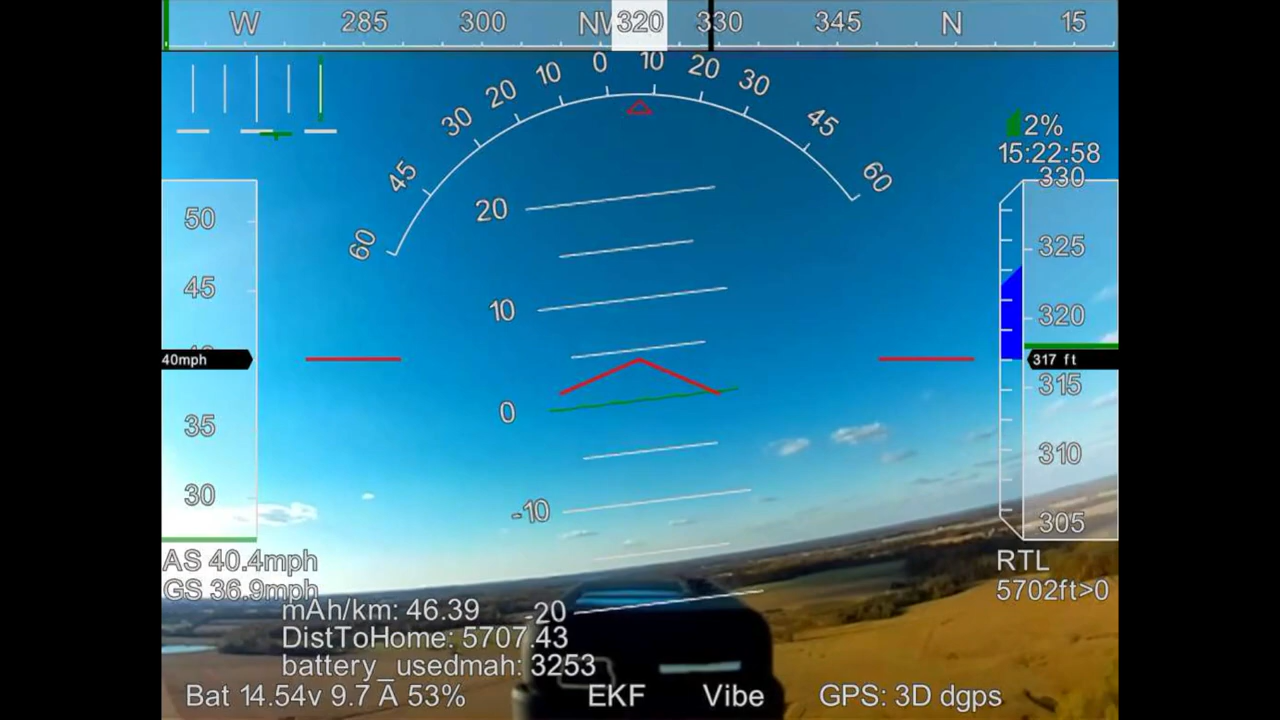 W 285 300 NW 320 330 345 N 15
60 45 30 20 10 0 10 20 30 45 60
2%
15:22:58
330
50 20 325
45 10 320
40mph 317 ft
35 0 315
310
30 -10
305
AS 40.4mph RTL
GS 36.9mph 5702ft>0
mAh/km: 46.39 -20
DistToHome: 5707.43
battery_usedmah: 3253
Bat 14.54v 9.7 A 53% EKF Vibe GPS: 3D dgps